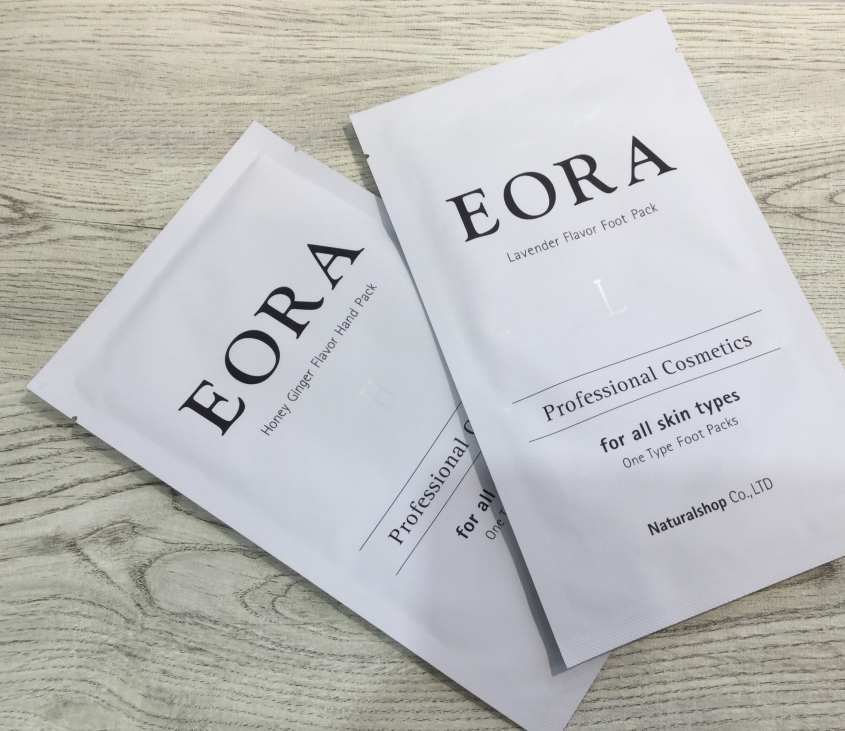 EORA
Honey Ginger Flavor Hand Pack
H
Professional C
for all
One T
EORA
Lavender Flavor Foot Pack
L
Professional Cosmetics
for all skin types
One Type Foot Packs
Naturalshop Co.,LTD